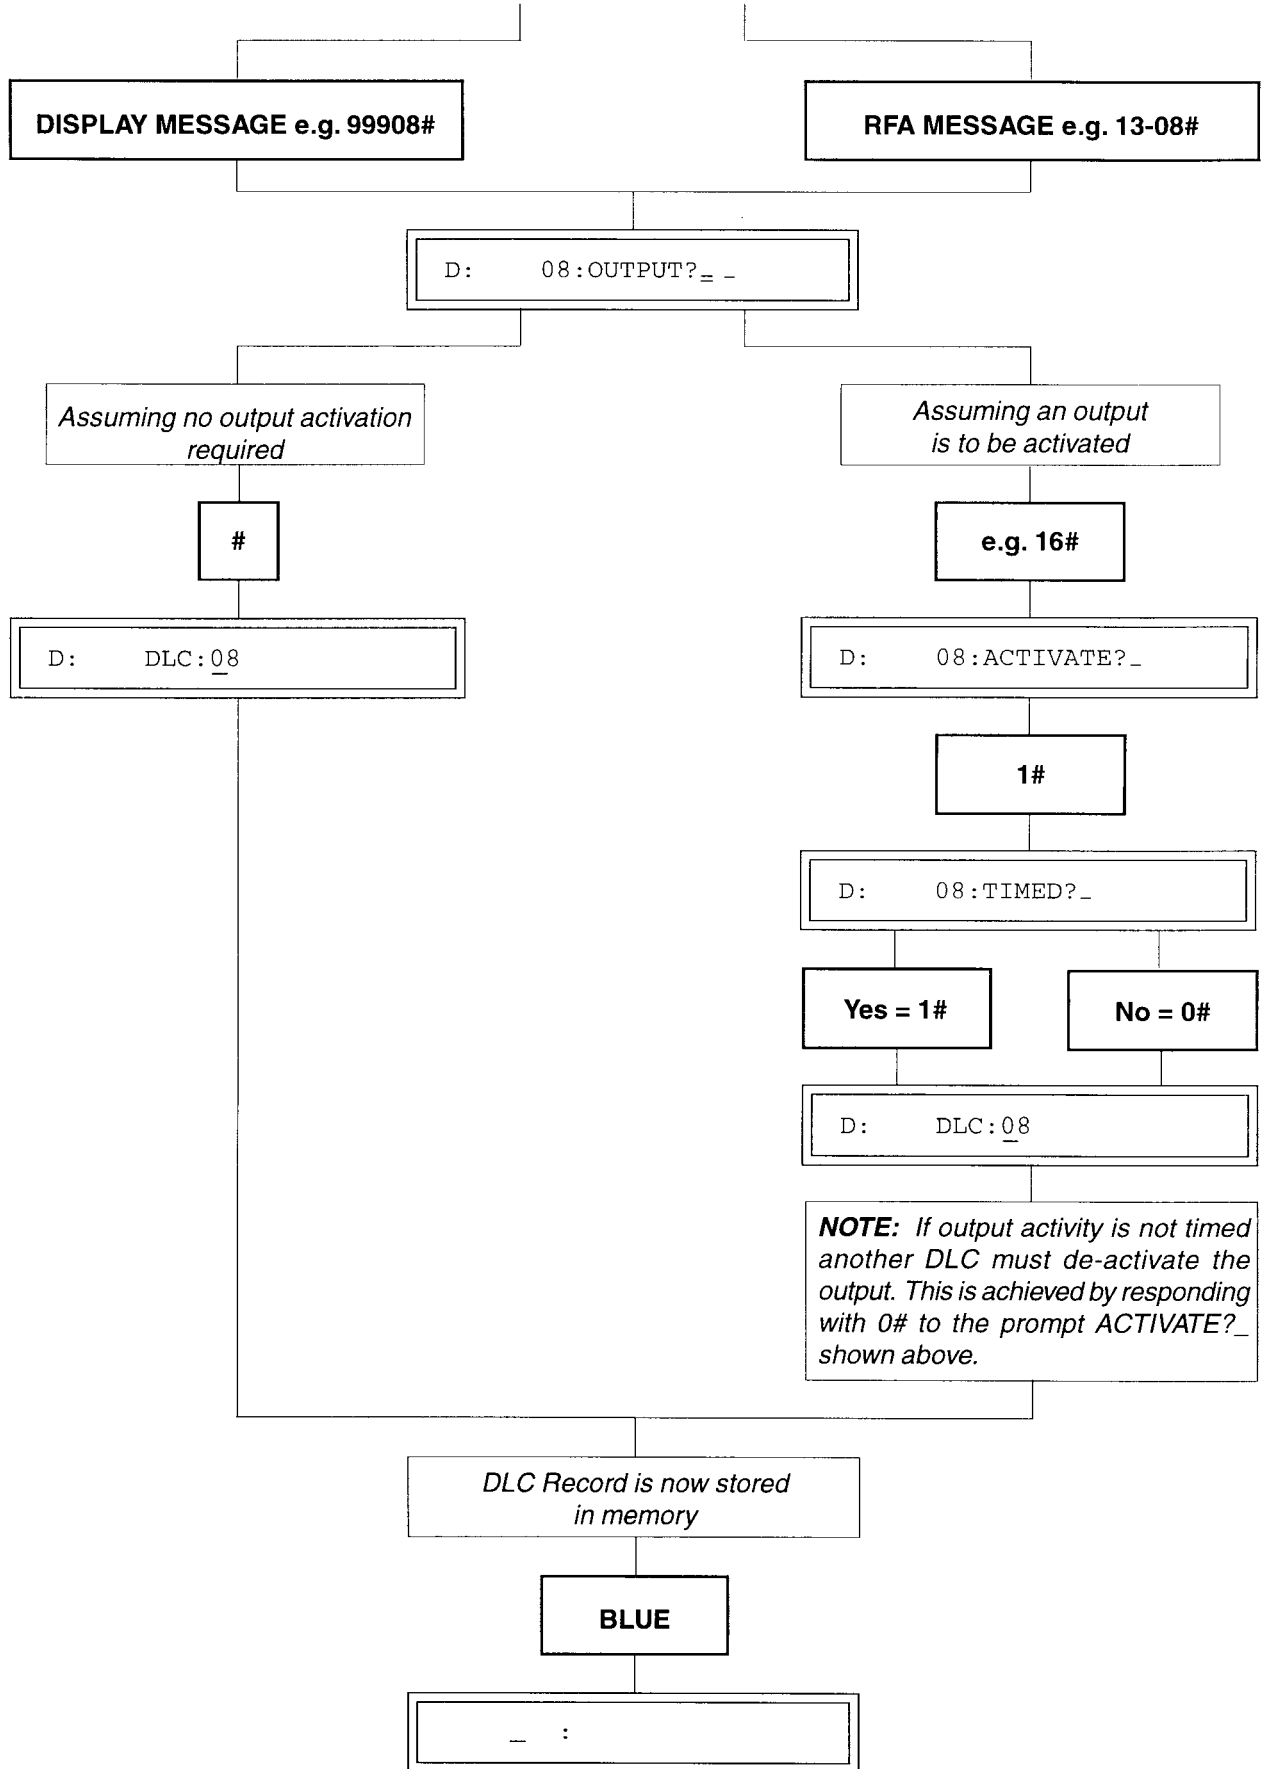 DISPLAY MESSAGE e.g. 99908#
RFA MESSAGE e.g. 13-08#
D: 08:OUTPUT?_ _
Assuming no output activation
required
Assuming an output
is to be activated
#
e.g. 16#
D: DLC:08
D: 08:ACTIVATE?_
1#
D: 08:TIMED?_
Yes = 1#
No = 0#
D: DLC:08
NOTE: If output activity is not timed
another DLC must de-activate the
output. This is achieved by responding
with 0# to the prompt ACTIVATE?_
shown above.
DLC Record is now stored
in memory
BLUE
_ :